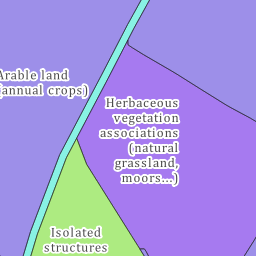 Arable land
(annual crops)
Herbaceous
vegetation
associations
(natural
grassland,
moors...)
Isolated
structures